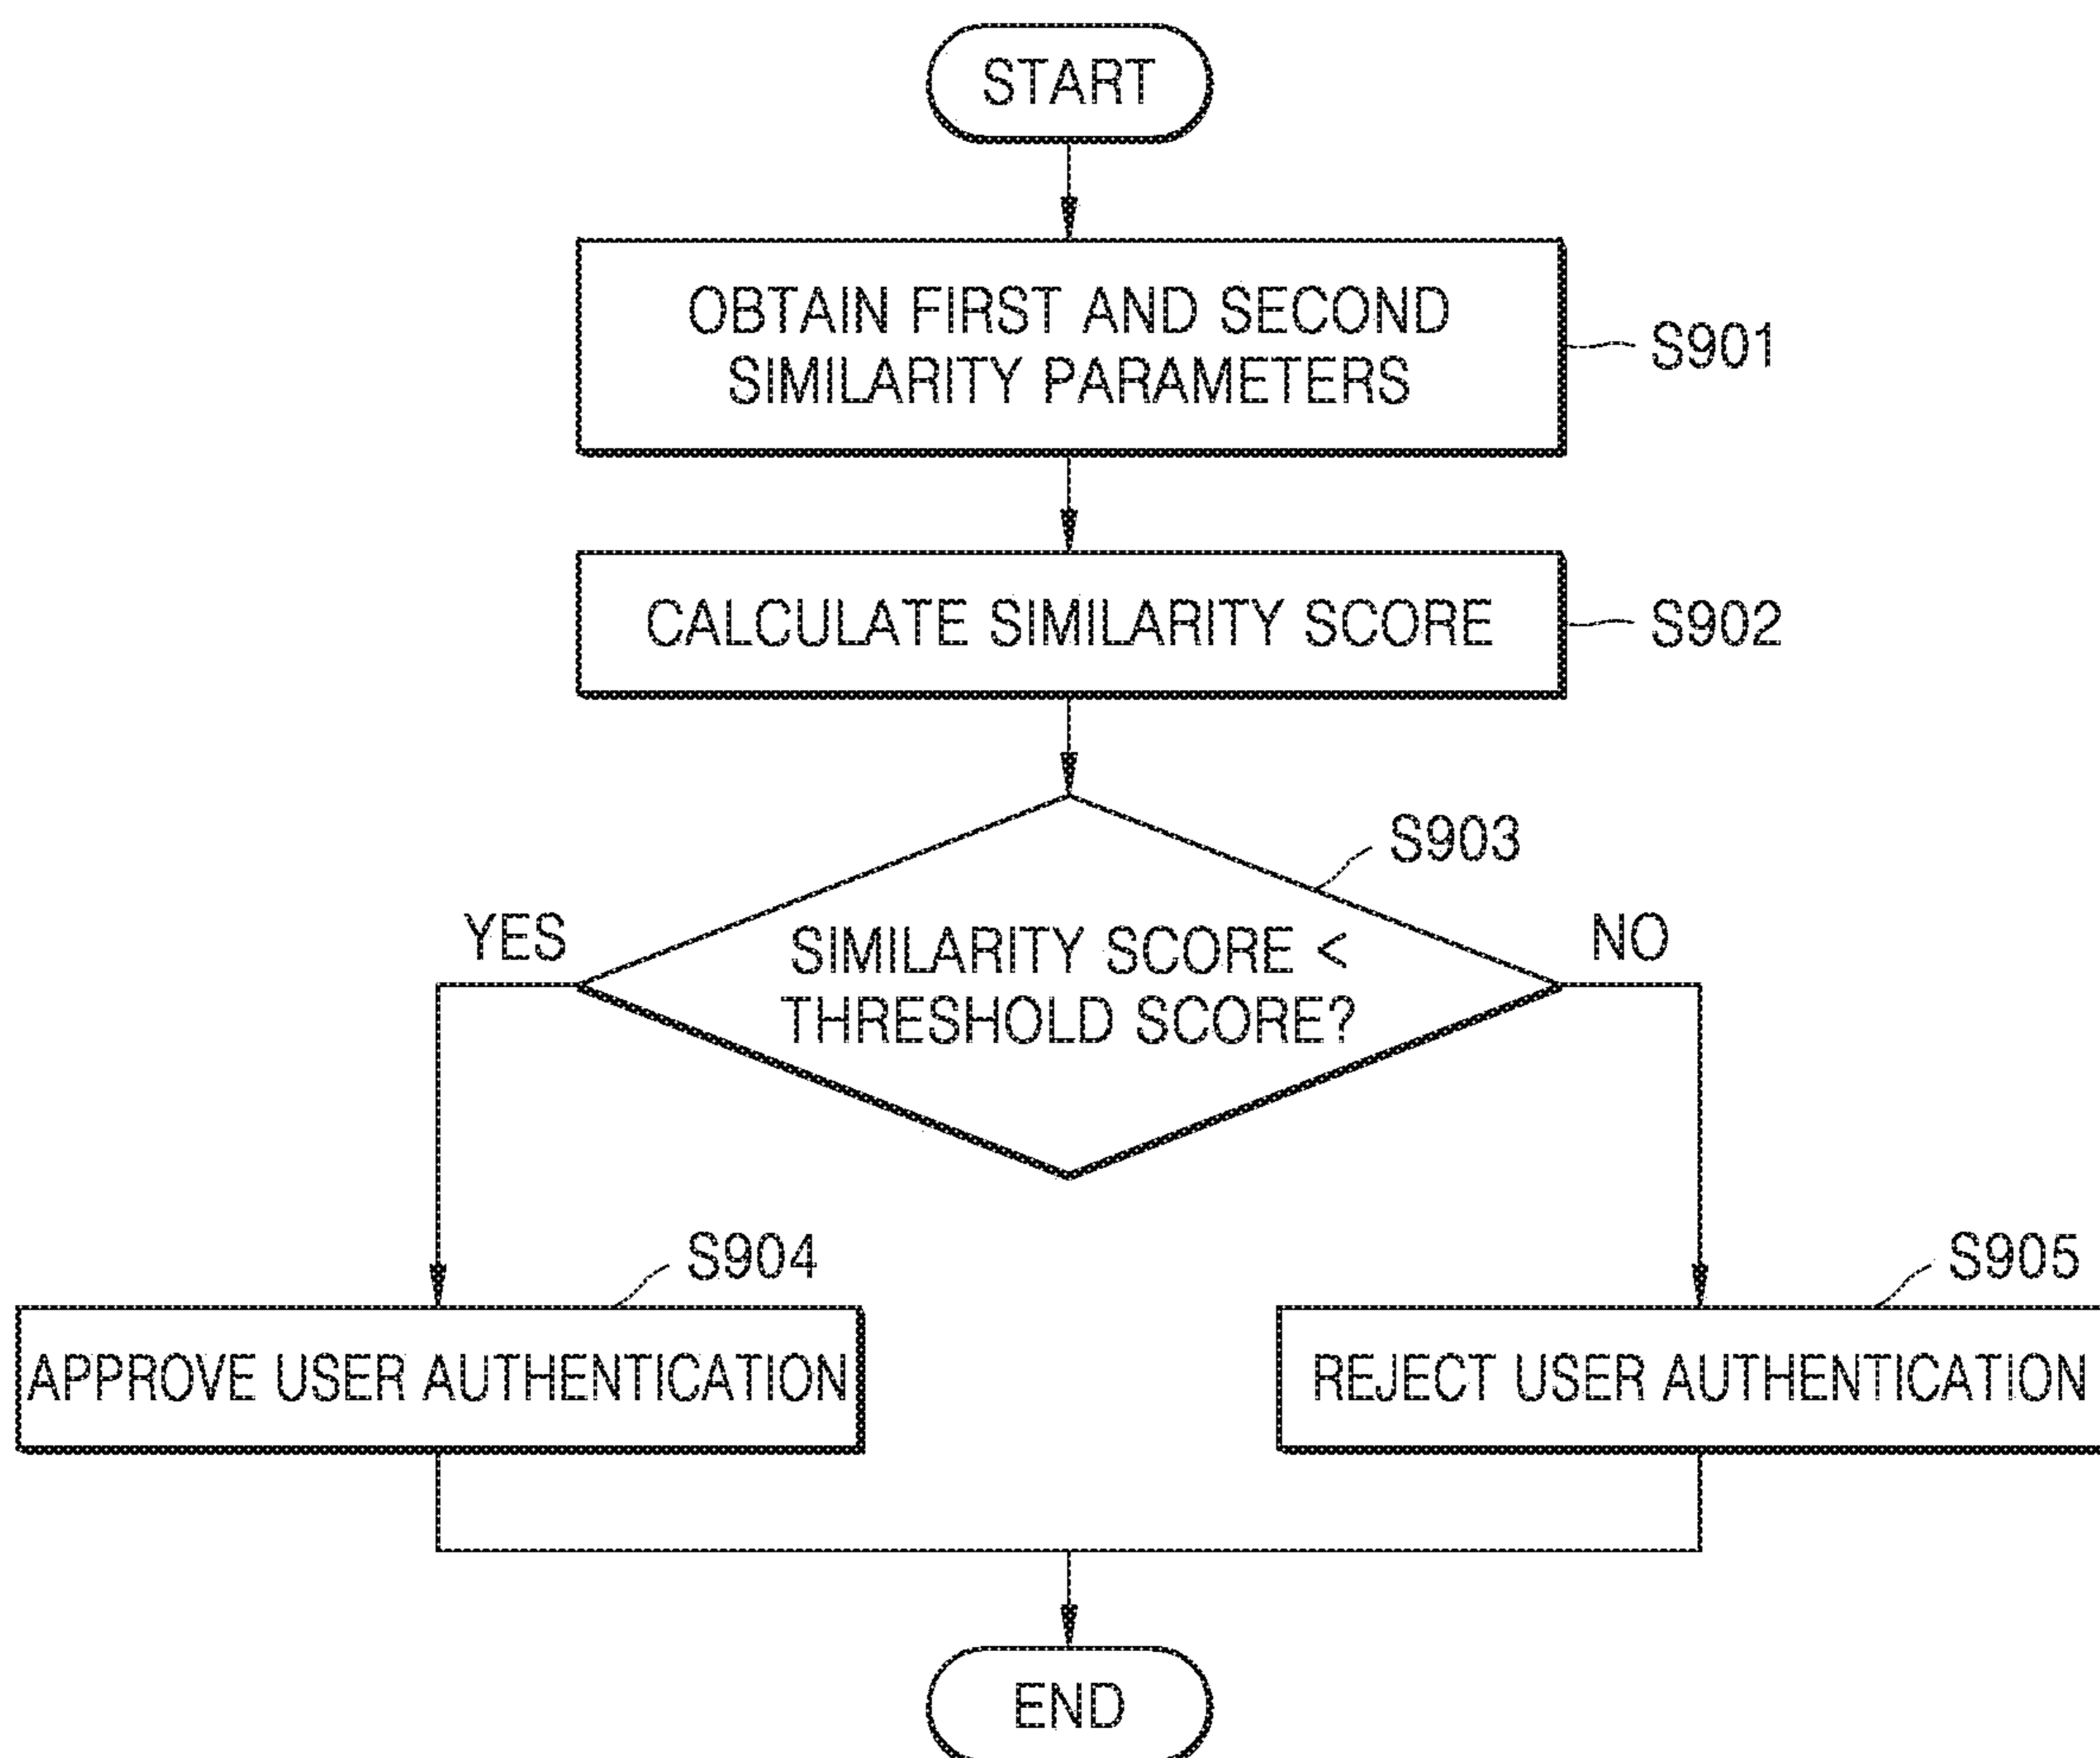 START
OBTAIN FIRST AND SECOND
SIMILARITY PARAMETERS
S901
CALCULATE SIMILARITY SCORE
S902
S903
YES
SIMILARITY SCORE <
THRESHOLD SCORE?
NO
S904
S905
APPROVE USER AUTHENTICATION
REJECT USER AUTHENTICATION
END